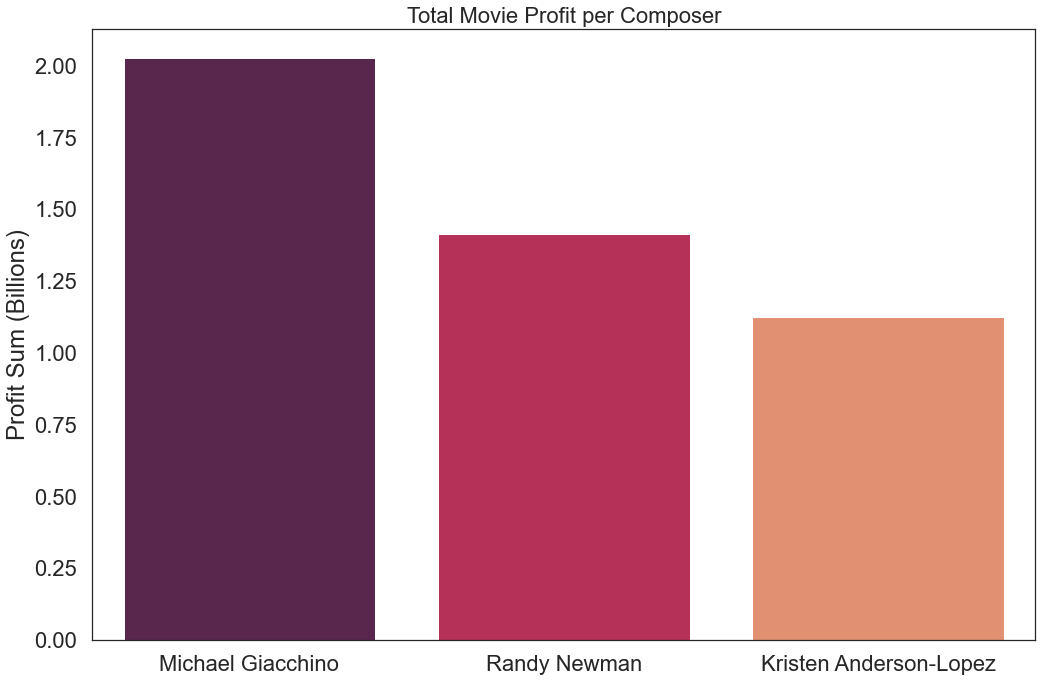 Total Movie Profit per Composer
Profit Sum (Billions)
2.00
1.75
1.50
1.25
1.00
0.75
0.50
0.25
0.00
Michael Giacchino
Randy Newman
Kristen Anderson-Lopez